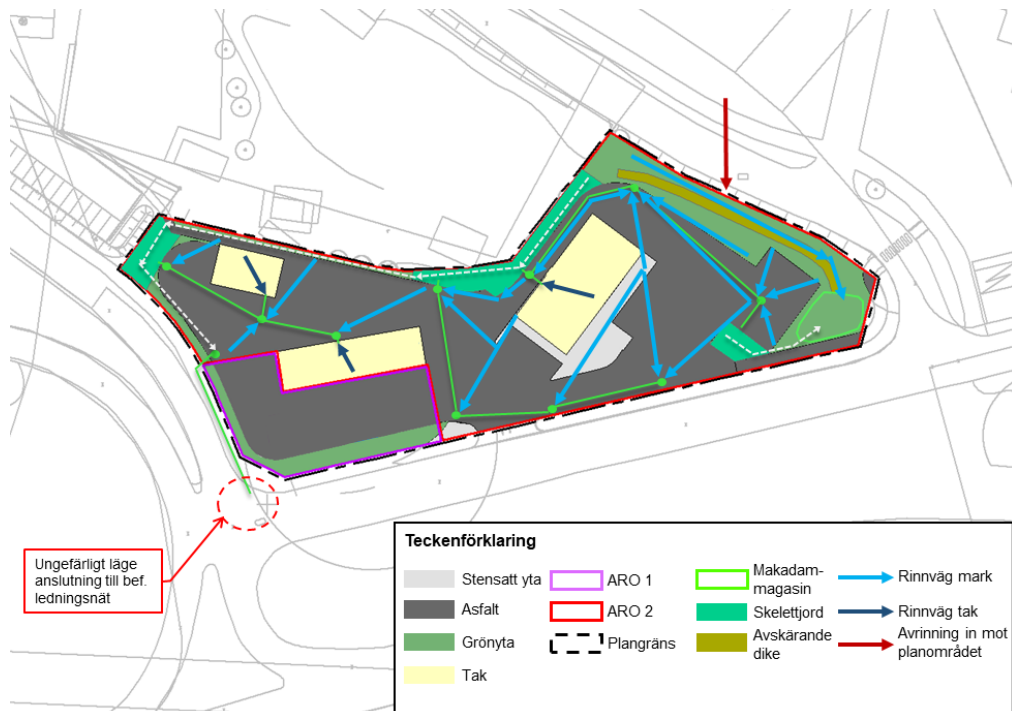 Ungefärligt läge
anslutning till bef.
ledningsnät
Teckenförklaring
Stensatt yta
Asfalt
Grönyta
Tak
ARO 1
ARO 2
Plangräns
Makadam-
magasin
Skelettjord
Avskärande
dike
Rinnväg mark
Rinnväg tak
Avrinning in mot
planområdet